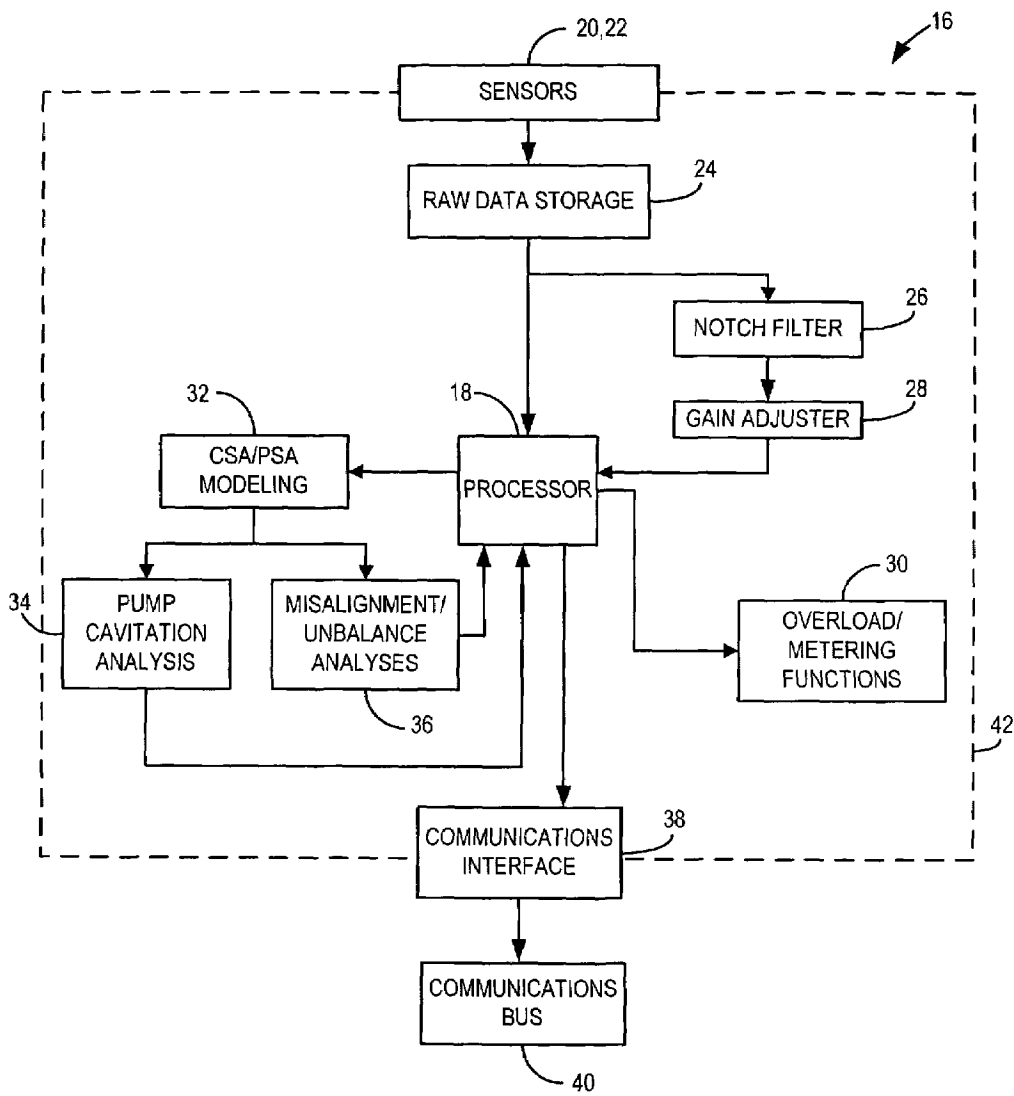 20,22
16
SENSORS
24
RAW DATA STORAGE
26
NOTCH FILTER
32
18
28
GAIN ADJUSTER
CSA/PSA
MODELING
PROCESSOR
30
34
PUMP
CAVITATION
ANALYSIS
MISALIGNMENT/
UNBALANCE
ANALYSES
OVERLOAD/
METERING
FUNCTIONS
36
42
38
COMMUNICATIONS
INTERFACE
COMMUNICATIONS
BUS
40